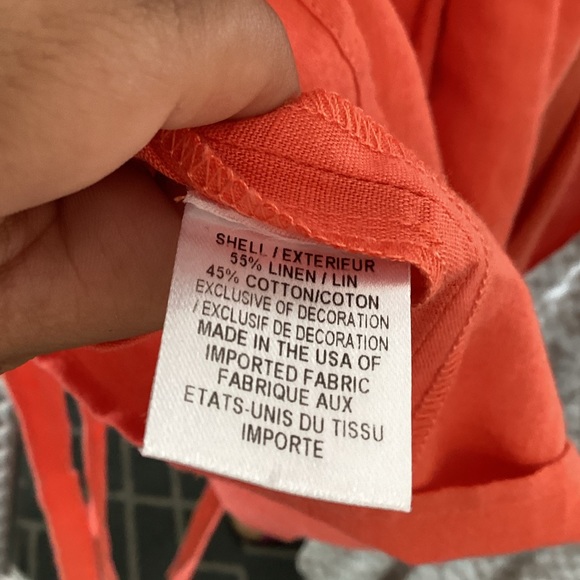 SHELL / EXTERIEUR
55% LINEN / LIN
45% COTTON/COTON
EXCLUSIVE OF DECORATION
/ EXCLUSIF DE DECORATION
MADE IN THE USA OF
IMPORTED FABRIC
FABRIQUE AUX
ETATS-UNIS DU TISSU
IMPORTE